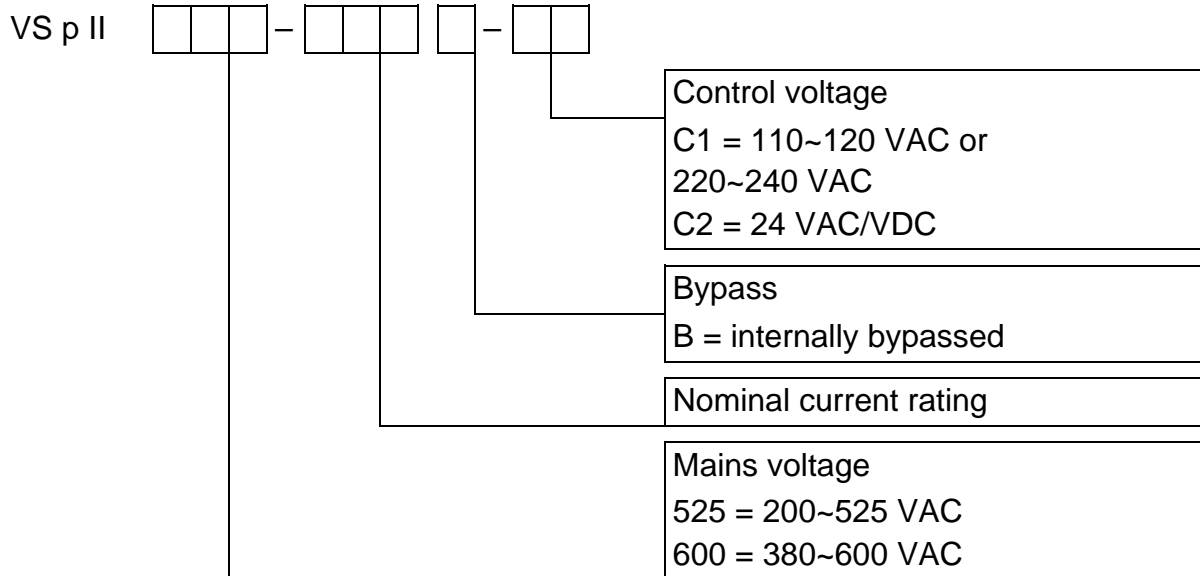 VS p II – –
Control voltage
C1 = 110~120 VAC or
220~240 VAC
C2 = 24 VAC/VDC
Bypass
B = internally bypassed
Nominal current rating
Mains voltage
525 = 200~525 VAC
600 = 380~600 VAC